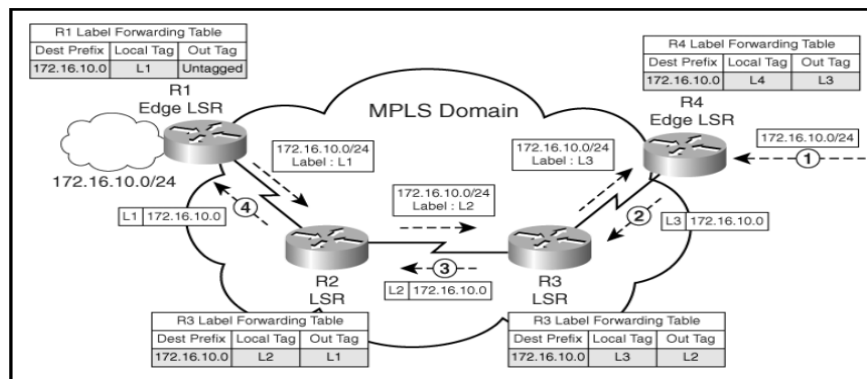 R1 Label Forwarding Table
Dest Prefix Local Tag Out Tag
172.16.10.0 L1 Untagged
R1
Edge LSR
172.16.10.0/24
MPLS Domain
R4 Label Forwarding Table
Dest Prefix Local Tag Out Tag
172.16.10.0 L4 L3
R4
Edge LSR
172.16.10.0/24
1
172.16.10.0/24
Label : L1
172.16.10.0/24
Label : L3
172.16.10.0/24
Label : L2
4
L1 172.16.10.0
2
L3 172.16.10.0
3
L2 172.16.10.0
R2
LSR
R3
LSR
R3 Label Forwarding Table
Dest Prefix Local Tag Out Tag
172.16.10.0 L2 L1
R3 Label Forwarding Table
Dest Prefix Local Tag Out Tag
172.16.10.0 L3 L2